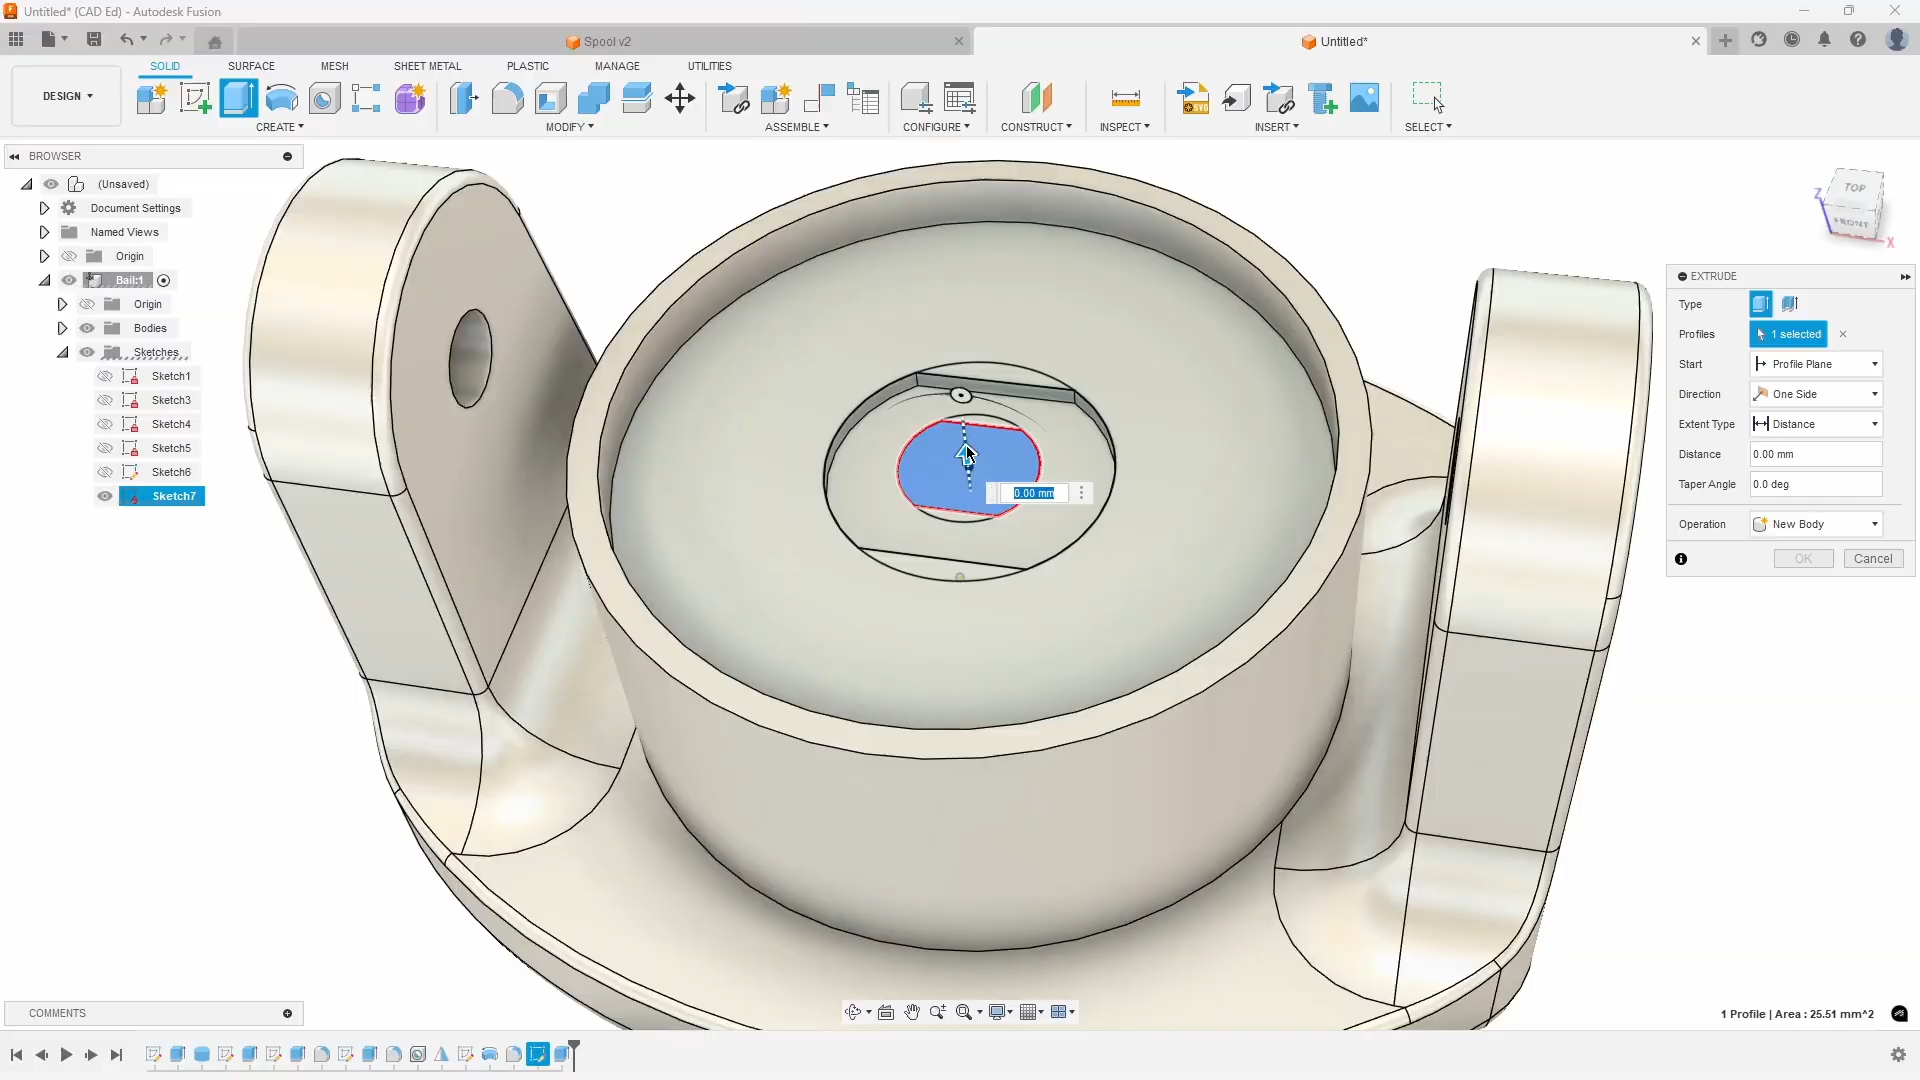 Untitled* (CAD Ed) - Autodesk Fusion
Spool v2
Untitled*
SOLID SURFACE MESH SHEET METAL PLASTIC MANAGE UTILITIES
DESIGN
CREATE MODIFY ASSEMBLE CONFIGURE CONSTRUCT INSPECT INSERT SELECT
SVG
BROWSER
(Unsaved)
Document Settings
Named Views
Origin
Bail:1
Origin
Bodies
Sketches
Sketch1
Sketch3
Sketch4
Sketch5
Sketch6
Sketch7
0.00 mm
TOP
FRONT
Z
X
EXTRUDE
Type
Profiles 1 selected
Start Profile Plane
Direction One Side
Extent Type Distance
Distance 0.00 mm
Taper Angle 0.0 deg
Operation New Body
OK Cancel
COMMENTS
1 Profile | Area : 25.51 mm^2